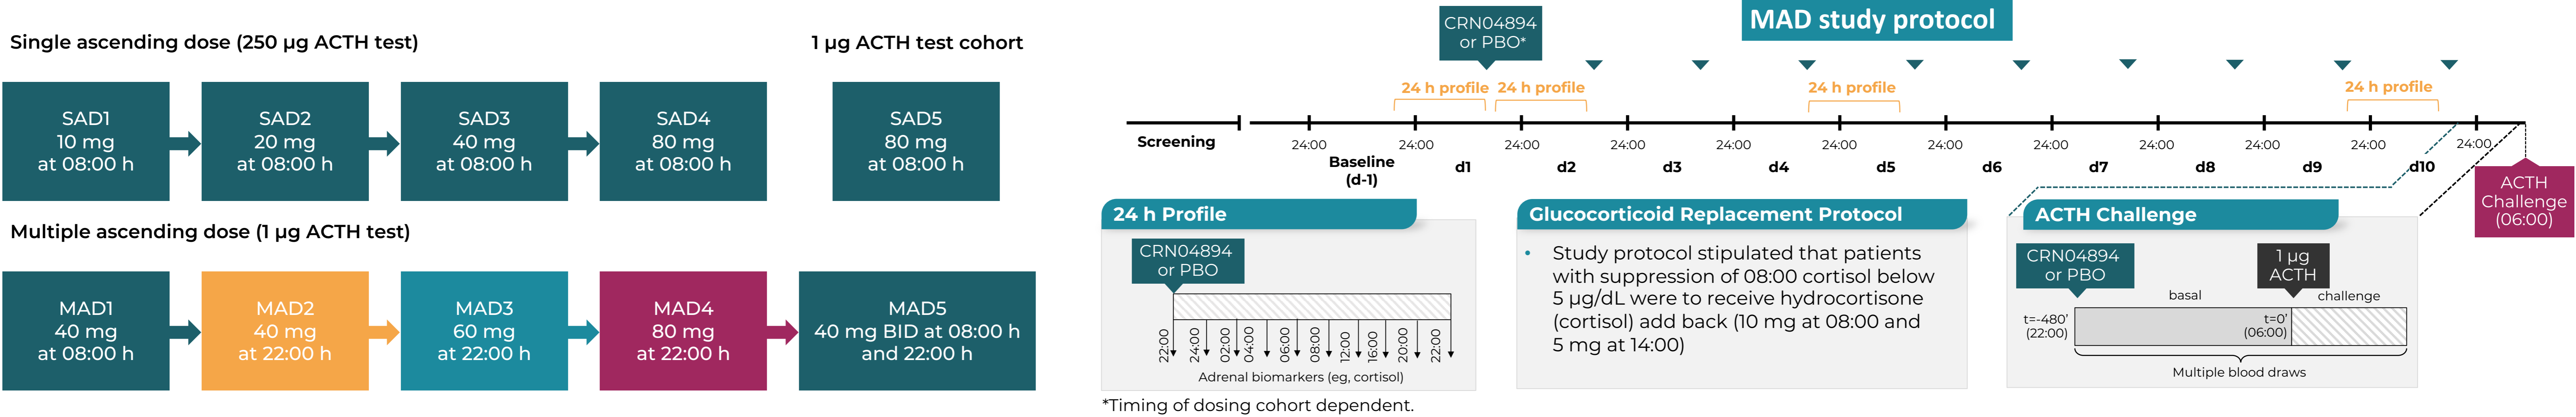 Single ascending dose (250 µg ACTH test)
1 µg ACTH test cohort
SAD1
10 mg
at 08:00 h
SAD2
20 mg
at 08:00 h
SAD3
40 mg
at 08:00 h
SAD4
80 mg
at 08:00 h
SAD5
80 mg
at 08:00 h
Multiple ascending dose (1 µg ACTH test)
MAD1
40 mg
at 08:00 h
MAD2
40 mg
at 22:00 h
MAD3
60 mg
at 22:00 h
MAD4
80 mg
at 22:00 h
MAD5
40 mg BID at 08:00 h
and 22:00 h
MAD study protocol
CRN04894
or PBO*
24 h profile
24 h profile
24 h profile
24 h profile
Screening
24:00
24:00
24:00
24:00
24:00
24:00
24:00
24:00
24:00
24:00
24:00
24:00
Baseline
(d-1)
d1
d2
d3
d4
d5
d6
d7
d8
d9
d10
ACTH
Challenge
(06:00)
24 h Profile
CRN04894
or PBO
22:00
24:00
02:00
04:00
06:00
08:00
12:00
16:00
20:00
22:00
Adrenal biomarkers (eg, cortisol)
*Timing of dosing cohort dependent.
Glucocorticoid Replacement Protocol
• Study protocol stipulated that patients
with suppression of 08:00 cortisol below
5 µg/dL were to receive hydrocortisone
(cortisol) add back (10 mg at 08:00 and
5 mg at 14:00)
ACTH Challenge
CRN04894
or PBO
1 µg
ACTH
basal
challenge
t=-480'
(22:00)
t=0'
(06:00)
Multiple blood draws